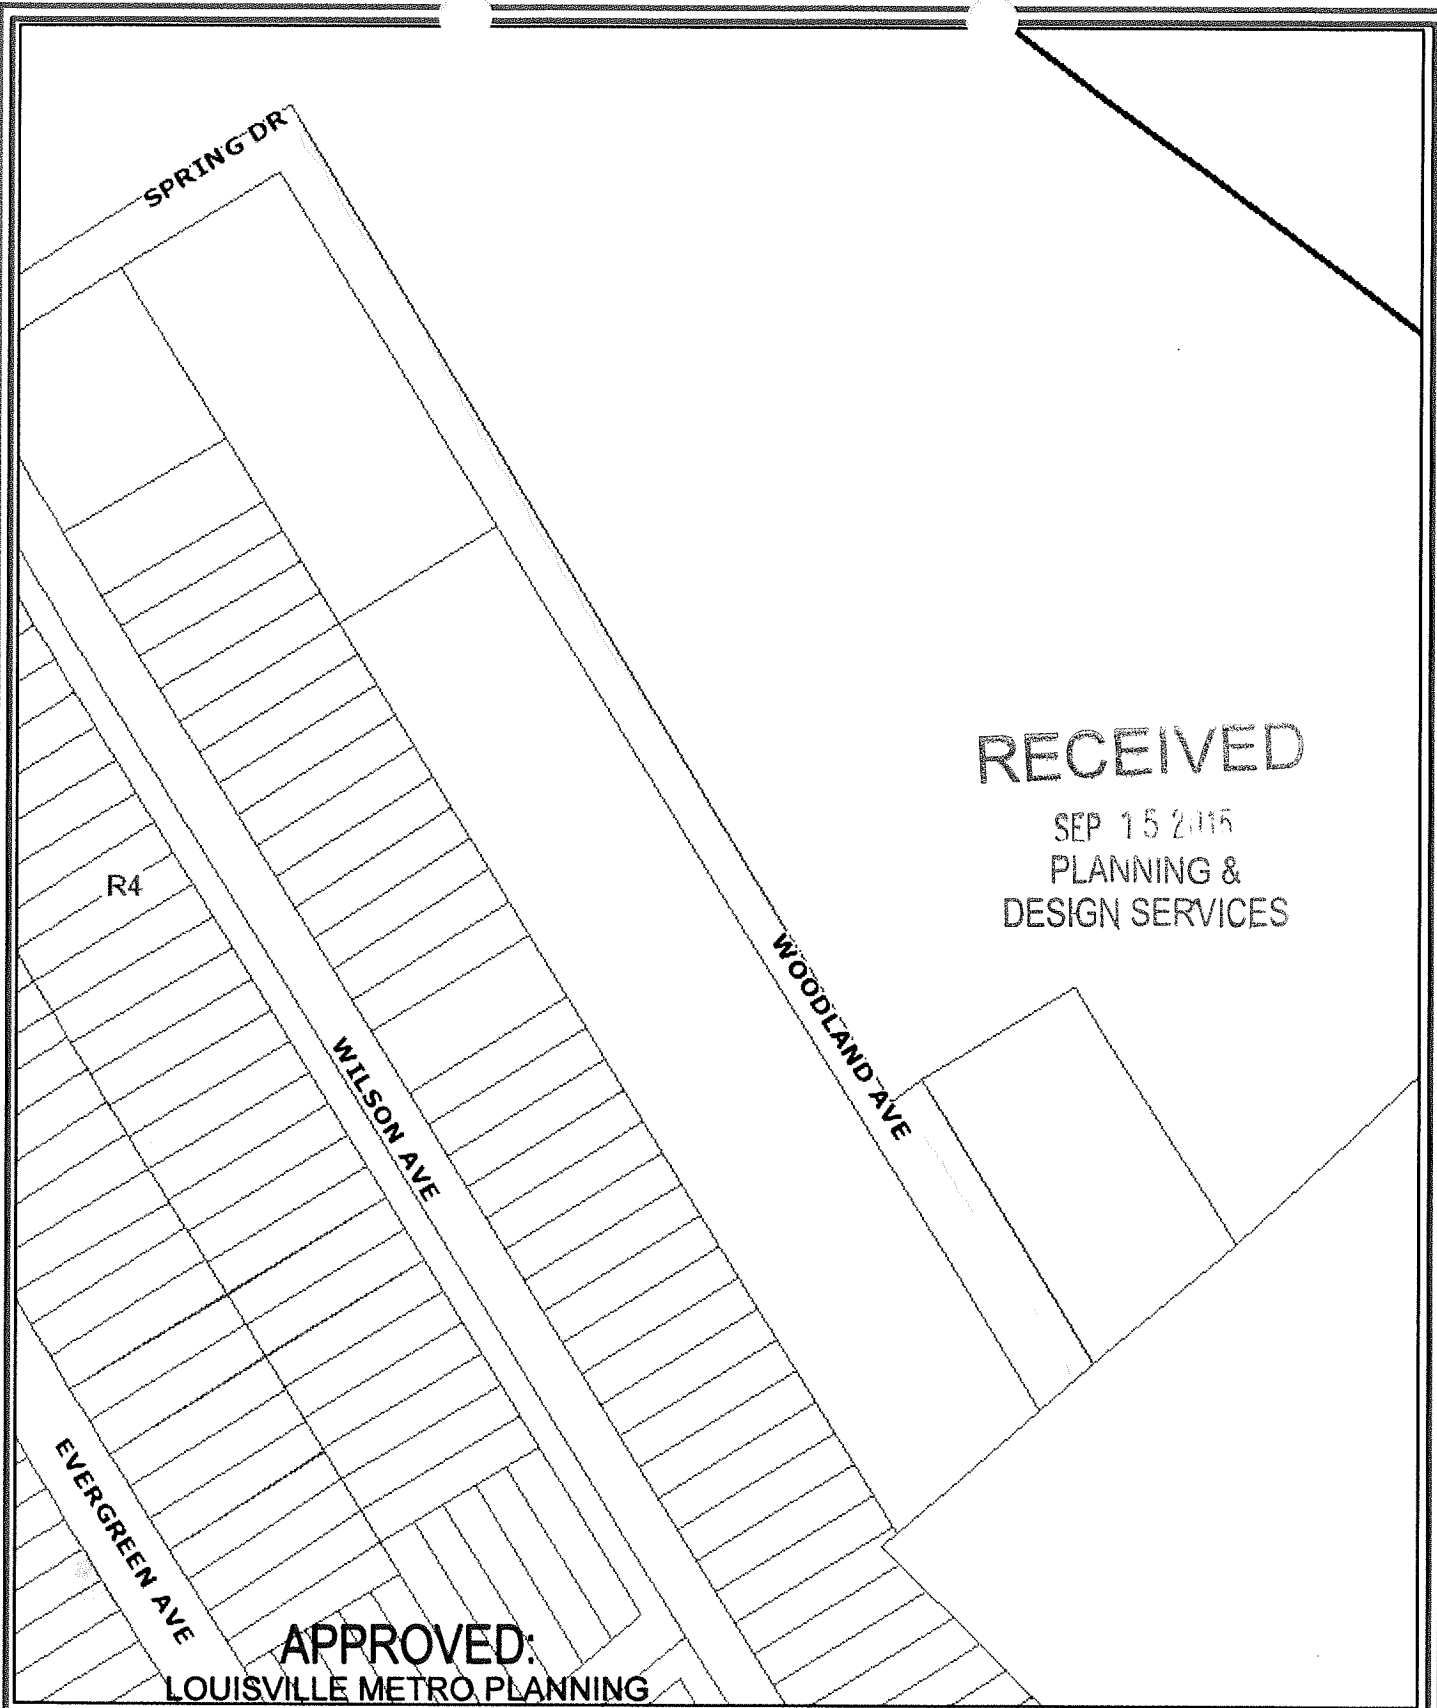 SPRING DR
RECEIVED
SEP 15 2015
PLANNING &
DESIGN SERVICES
R4
WOODLAND AVE
WILSON AVE
EVERGREEN AVE
APPROVED:
LOUISVILLE METRO PLANNING